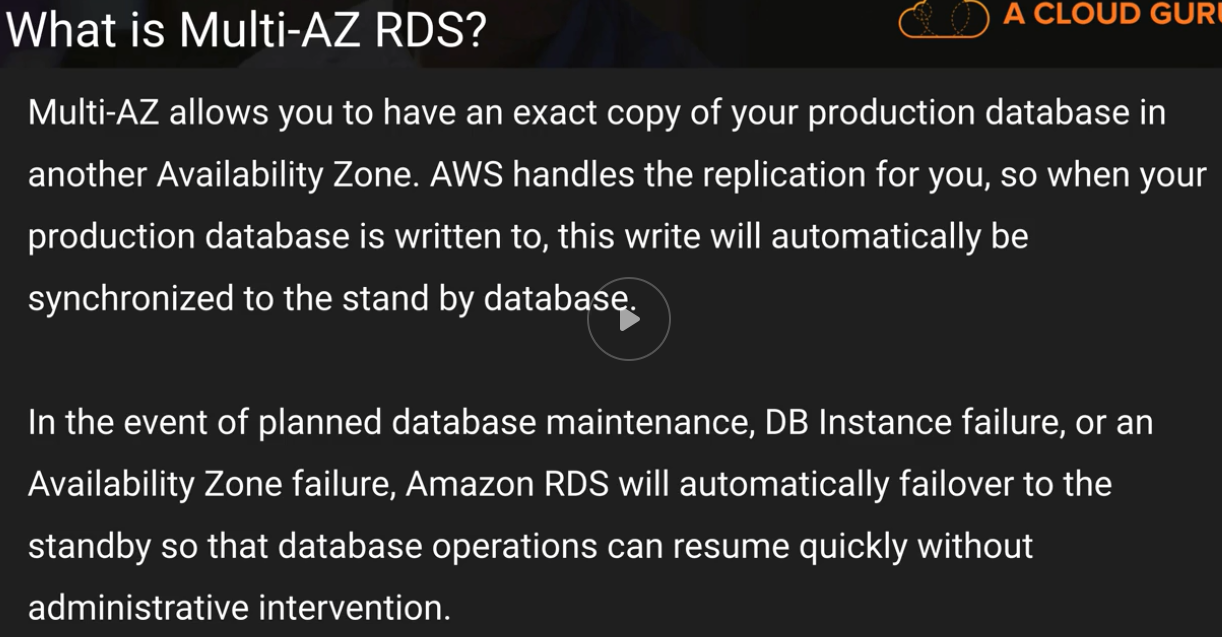 What is Multi-AZ RDS?
A CLOUD GUR
Multi-AZ allows you to have an exact copy of your production database in
another Availability Zone. AWS handles the replication for you, so when your
production database is written to, this write will automatically be
synchronized to the stand by database.
In the event of planned database maintenance, DB Instance failure, or an
Availability Zone failure, Amazon RDS will automatically failover to the
standby so that database operations can resume quickly without
administrative intervention.